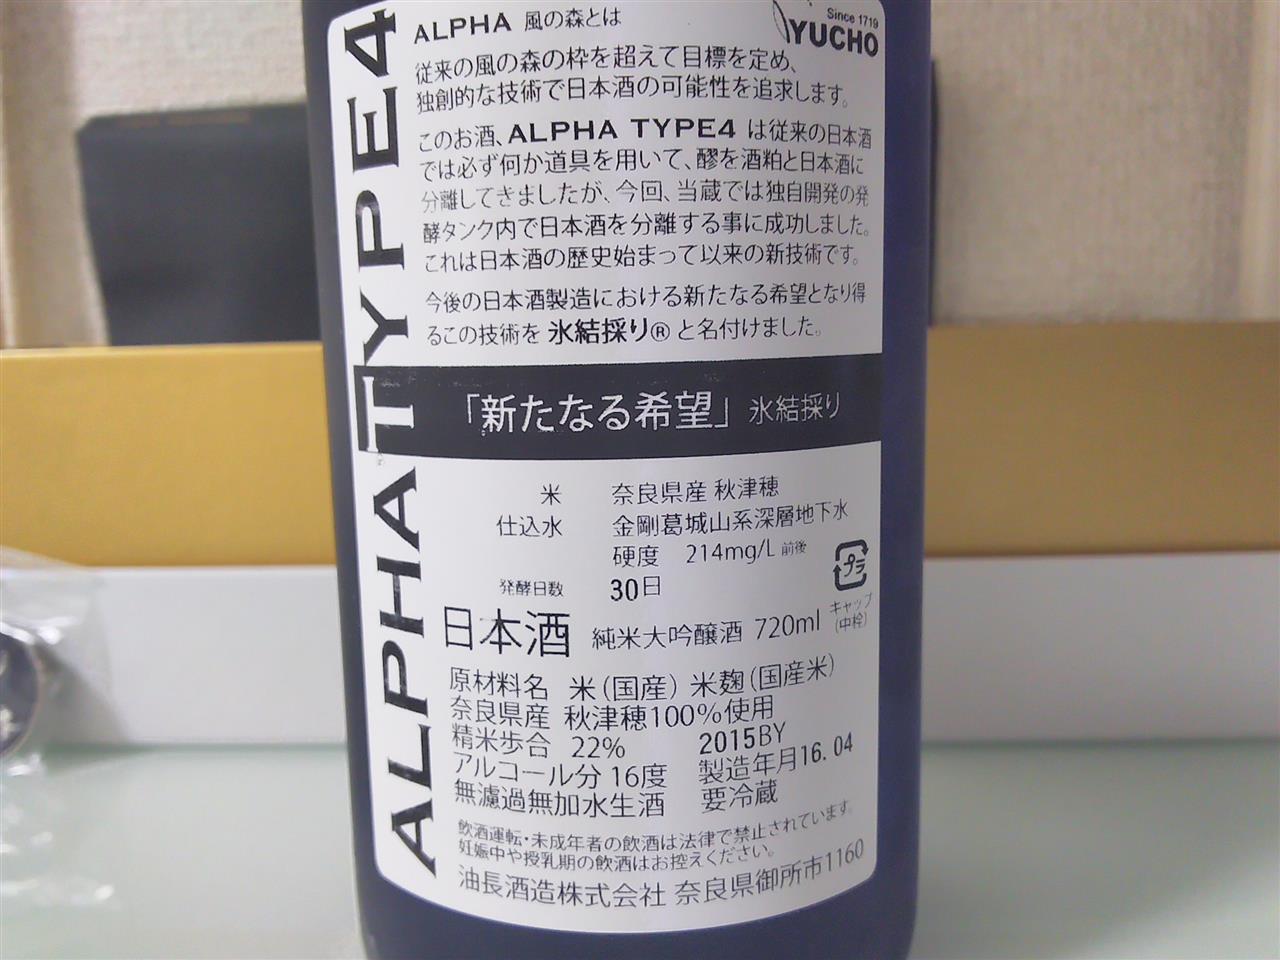 ALPHA TYPE4
ALPHA 風の森とは
Since 1719
YUCHO
従来の風の森の枠を超えて目標を定め、
独創的な技術で日本酒の可能性を追求します。
このお酒、ALPHA TYPE4 は従来の日本酒
では必ず何か道具を用いて、醪を酒粕と日本酒に
分離してきましたが、今回、当蔵では独自開発の発
酵タンク内で日本酒を分離する事に成功しました。
これは日本酒の歴史始まって以来の新技術です。
今後の日本酒製造における新たなる希望となり得
るこの技術を 氷結採り® と名付けました。
「新たなる希望」氷結採り
米 奈良県産 秋津穂
仕込水 金剛葛城山系深層地下水
硬度 214mg/L 前後
発酵日数 30日
プラ
キャップ
(中栓)
日本酒 純米大吟醸酒 720ml
原材料名 米(国産) 米麹(国産米)
奈良県産 秋津穂100%使用
精米歩合 22% 2015BY
アルコール分 16度 製造年月16.04
無濾過無加水生酒 要冷蔵
飲酒運転・未成年者の飲酒は法律で禁止されています。
妊娠中や授乳期の飲酒はお控えください。
油長酒造株式会社 奈良県御所市1160